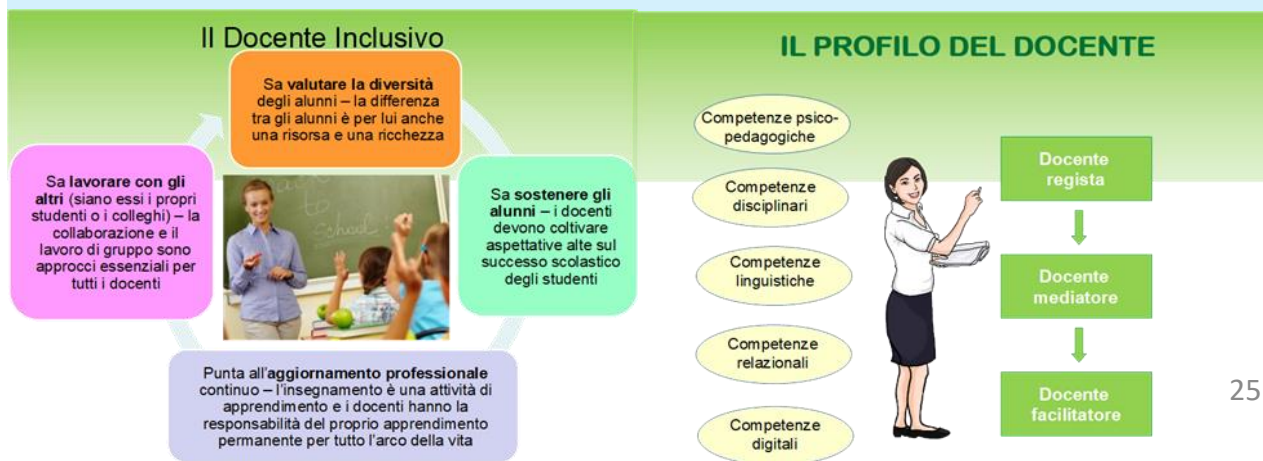 Il Docente Inclusivo
Sa valutare la diversità
degli alunni – la differenza
tra gli alunni è per lui anche
una risorsa e una ricchezza
Sa lavorare con gli
altri (siano essi i propri
studenti o i colleghi) – la
collaborazione e il
lavoro di gruppo sono
approcci essenziali per
tutti i docenti
Back
to
School!
Sa sostenere gli
alunni – i docenti
devono coltivare
aspettative alte sul
successo scolastico
degli studenti
Punta all'aggiornamento professionale
continuo – l'insegnamento è una attività di
apprendimento e i docenti hanno la
responsabilità del proprio apprendimento
permanente per tutto l'arco della vita
IL PROFILO DEL DOCENTE
Competenze psico-
pedagogiche
Competenze
disciplinari
Competenze
linguistiche
Competenze
relazionali
Competenze
digitali
Docente
regista
Docente
mediatore
Docente
facilitatore
25